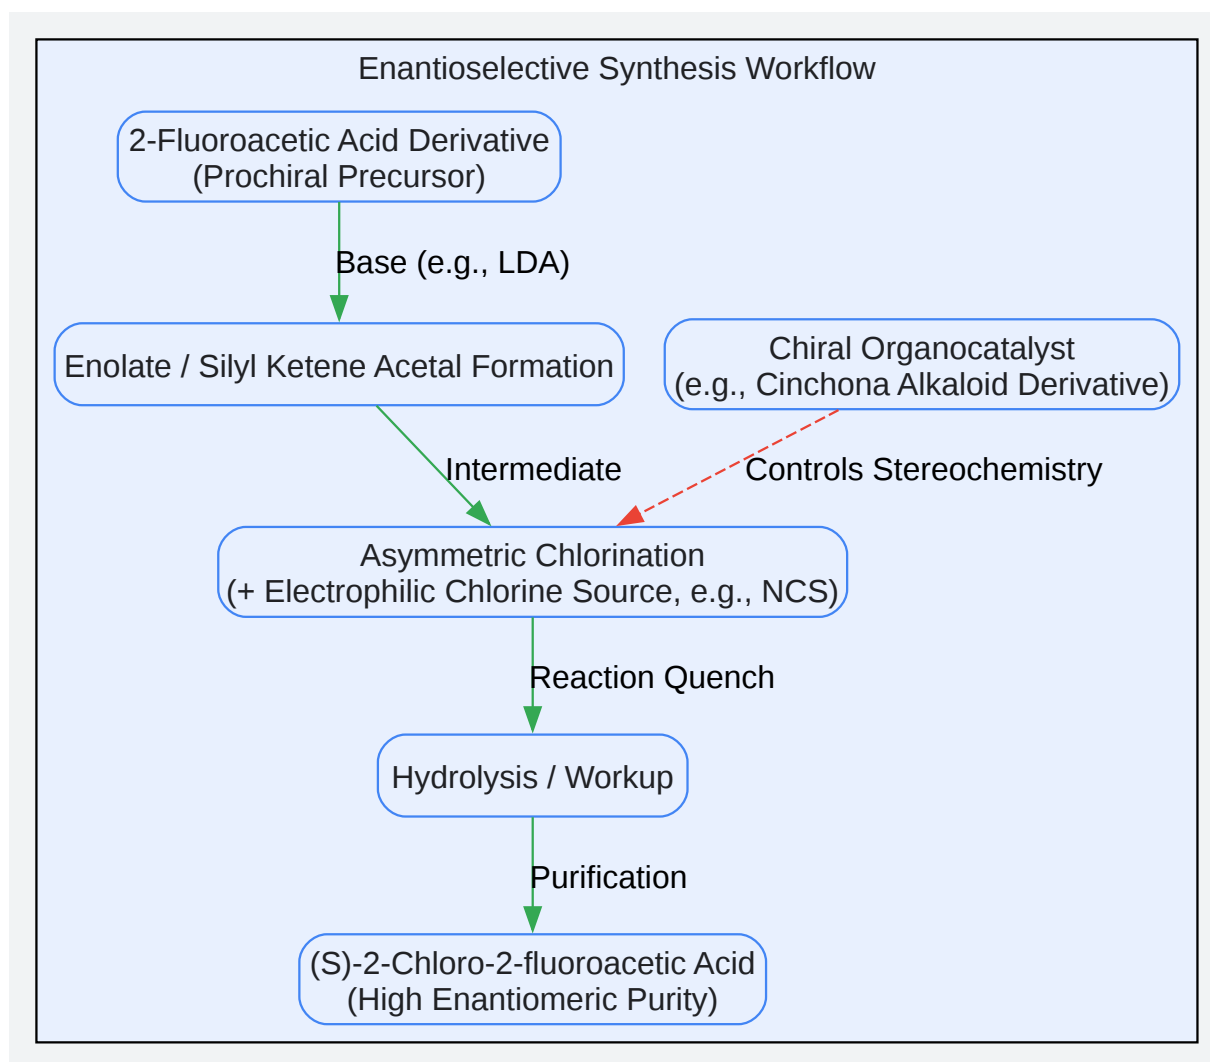 Enantioselective Synthesis Workflow
2-Fluoroacetic Acid Derivative
(Prochiral Precursor)
Base (e.g., LDA)
Enolate / Silyl Ketene Acetal Formation
Chiral Organocatalyst
(e.g., Cinchona Alkaloid Derivative)
Intermediate
Controls Stereochemistry
Asymmetric Chlorination
(+ Electrophilic Chlorine Source, e.g., NCS)
Reaction Quench
Hydrolysis / Workup
Purification
(S)-2-Chloro-2-fluoroacetic Acid
(High Enantiomeric Purity)